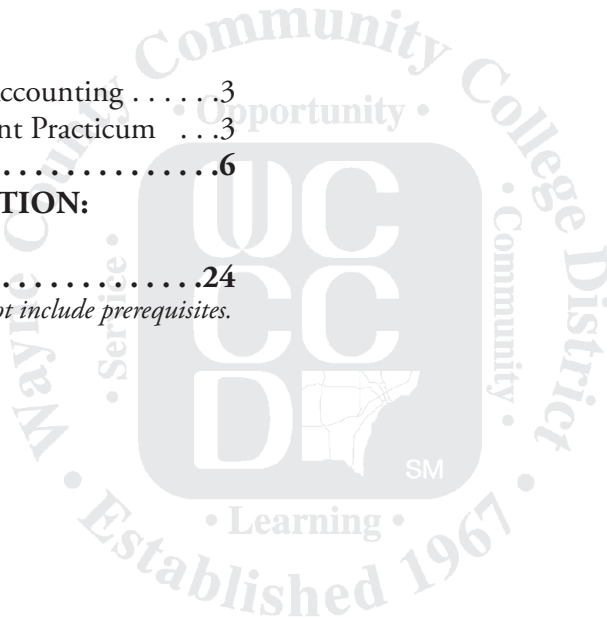 ccounting . . . . . .3
nt Practicum . . .3
. . . . . . . . . . . . . . .6
TION:
. . . . . . . . . . . . . .24
ot include prerequisites.
Wayne County Community College District
• Opportunity •
• Community •
• Service •
WC
CC
D
SM
• Learning •
• Established 1967 •